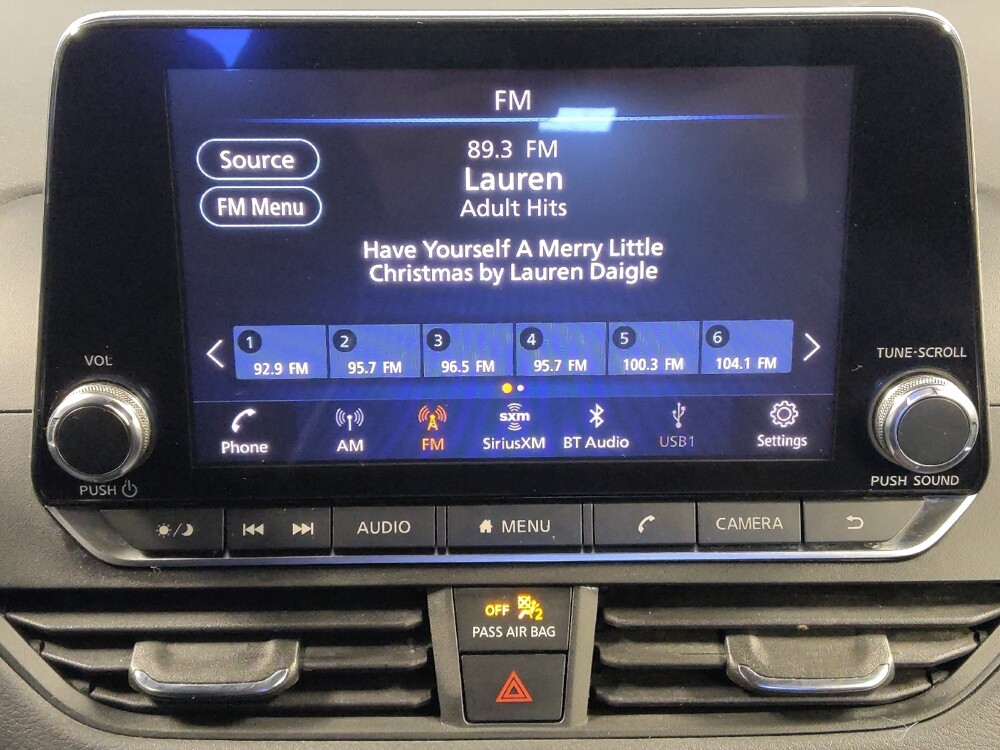 FM
89.3 FM
Source
Lauren
FM Menu
Adult Hits
Have Yourself A Merry Little
Christmas by Lauren Daigle
1 2 3 4 5 6
92.9 FM 95.7 FM 96.5 FM 95.7 FM 100.3 FM 104.1 FM
sxm
Phone AM FM SiriusXM BT Audio USB1 Settings
VOL
PUSH
TUNE·SCROLL
PUSH SOUND
AUDIO MENU CAMERA
OFF 2
PASS AIR BAG